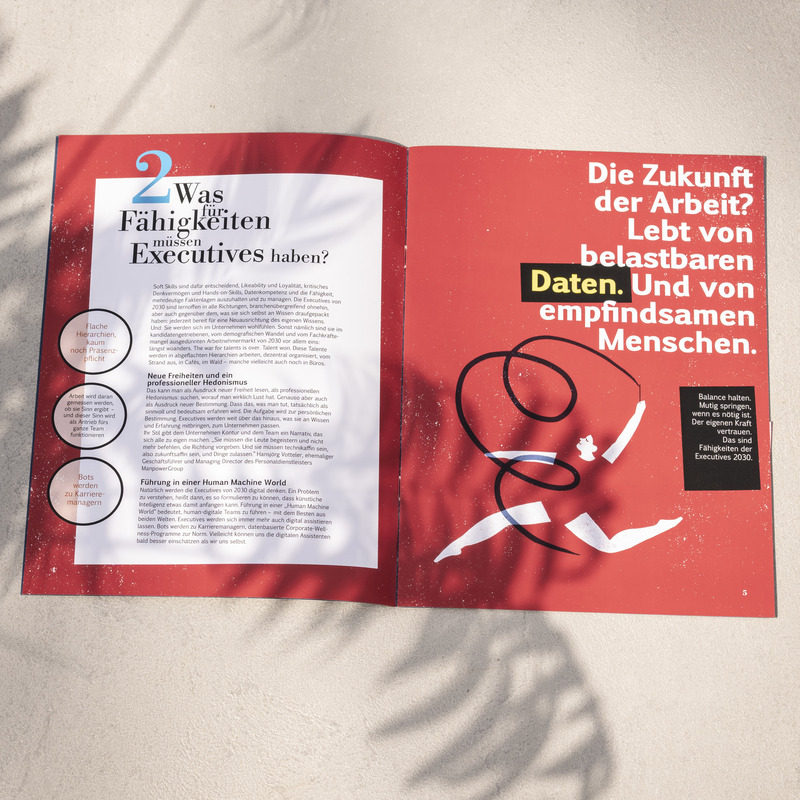 2 Was
für
Fähigkeiten
müssen
Executives haben?
Soft Skills sind dafür entscheidend, Likeability und Loyalität, kritisches
Denkvermögen und Hands-on-Skills, Datenkompetenz und die Fähigkeit,
mehrdeutige Faktenlagen auszuhalten und zu managen. Die Executives von
2030 sind lernoffen in alle Richtungen, branchenübergreifend ohnehin,
aber auch gegenüber dem, was sie sich selbst an Wissen draufgepackt
haben: jederzeit bereit für eine Neuausrichtung des eigenen Wissens.
Und: Sie werden sich im Unternehmen wohlfühlen. Sonst nämlich sind sie im
kandidatengetriebenen, vom demografischen Wandel und vom Fachkräfte-
mangel ausgedünnten Arbeitnehmermarkt von 2030 vor allem eins:
längst woanders. The war for talents is over. Talent won. Diese Talente
werden in abgeflachten Hierarchien arbeiten, dezentral organisiert, vom
Strand aus, in Cafés, im Wald – manche vielleicht auch noch in Büros.
Neue Freiheiten und ein
professioneller Hedonismus
Das kann man als Ausdruck neuer Freiheit lesen, als professionellen
Hedonismus: suchen, worauf man wirklich Lust hat. Genauso aber auch
als Ausdruck neuer Bestimmung. Dass das, was man tut, tatsächlich als
sinnvoll und bedeutsam erfahren wird. Die Aufgabe wird zur persönlichen
Bestimmung. Executives werden weit über das hinaus, was sie an Wissen
und Erfahrung mitbringen, zum Unternehmen passen.
Ihr Stil gibt dem Unternehmen Kontur und dem Team ein Narrativ, das
sich alle zu eigen machen. „Sie müssen die Leute begeistern und nicht
mehr befehlen, die Richtung vorgeben. Und sie müssen technikaffin sein,
also zukunftsaffin sein, und Dinge zulassen." Hansjörg Votteler, ehemaliger
Geschäftsführer und Managing Director des Personaldienstleisters
ManpowerGroup
Führung in einer Human Machine World
Natürlich werden die Executives von 2030 digital denken. Ein Problem
zu verstehen, heißt dann, es so formulieren zu können, dass künstliche
Intelligenz etwas damit anfangen kann. Führung in einer „Human Machine
World" bedeutet, human-digitale Teams zu führen – mit dem Besten aus
beiden Welten. Executives werden sich immer mehr auch digital assistieren
lassen. Bots werden zu Karrieremanagern, datenbasierte Corporate-Well-
ness-Programme zur Norm. Vielleicht können uns die digitalen Assistenten
bald besser einschätzen als wir uns selbst
Flache
Hierarchien,
kaum
noch Präsenz-
pflicht
Arbeit wird daran
gemessen werden,
ob sie Sinn ergibt –
und dieser Sinn wird
als Antrieb fürs
ganze Team
funktionieren
Bots
werden
zu Karriere-
managern
Die Zukunft
der Arbeit?
Lebt von
belastbaren
Daten. Und von
empfindsamen
Menschen.
Balance halten.
Mutig springen,
wenn es nötig ist.
Der eigenen Kraft
vertrauen.
Das sind
Fähigkeiten der
Executives 2030.
5